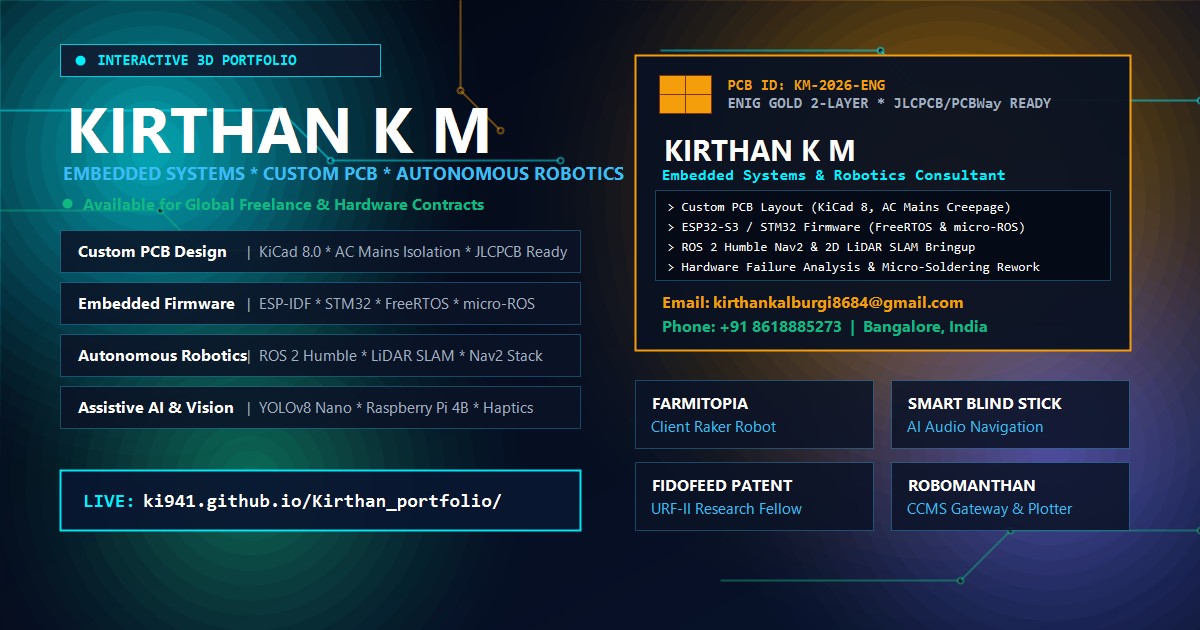 INTERACTIVE 3D PORTFOLIO
KIRTHAN K M
EMBEDDED SYSTEMS * CUSTOM PCB * AUTONOMOUS ROBOTICS
Available for Global Freelance & Hardware Contracts
Custom PCB Design | KiCad 8.0 * AC Mains Isolation * JLCPCB Ready
Embedded Firmware | ESP-IDF * STM32 * FreeRTOS * micro-ROS
Autonomous Robotics| ROS 2 Humble * LiDAR SLAM * Nav2 Stack
Assistive AI & Vision | YOLOv8 Nano * Raspberry Pi 4B * Haptics
LIVE: ki941.github.io/Kirthan_portfolio/
PCB ID: KM-2026-ENG
ENIG GOLD 2-LAYER * JLCPCB/PCBWay READY
KIRTHAN K M
Embedded Systems & Robotics Consultant
> Custom PCB Layout (KiCad 8, AC Mains Creepage)
> ESP32-S3 / STM32 Firmware (FreeRTOS & micro-ROS)
> ROS 2 Humble Nav2 & 2D LiDAR SLAM Bringup
> Hardware Failure Analysis & Micro-Soldering Rework
Email: kirthankalburgi8684@gmail.com
Phone: +91 8618885273 | Bangalore, India
FARMITOPIA
Client Raker Robot
SMART BLIND STICK
AI Audio Navigation
FIDOFEED PATENT
URF-II Research Fellow
ROBOMANTHAN
CCMS Gateway & Plotter